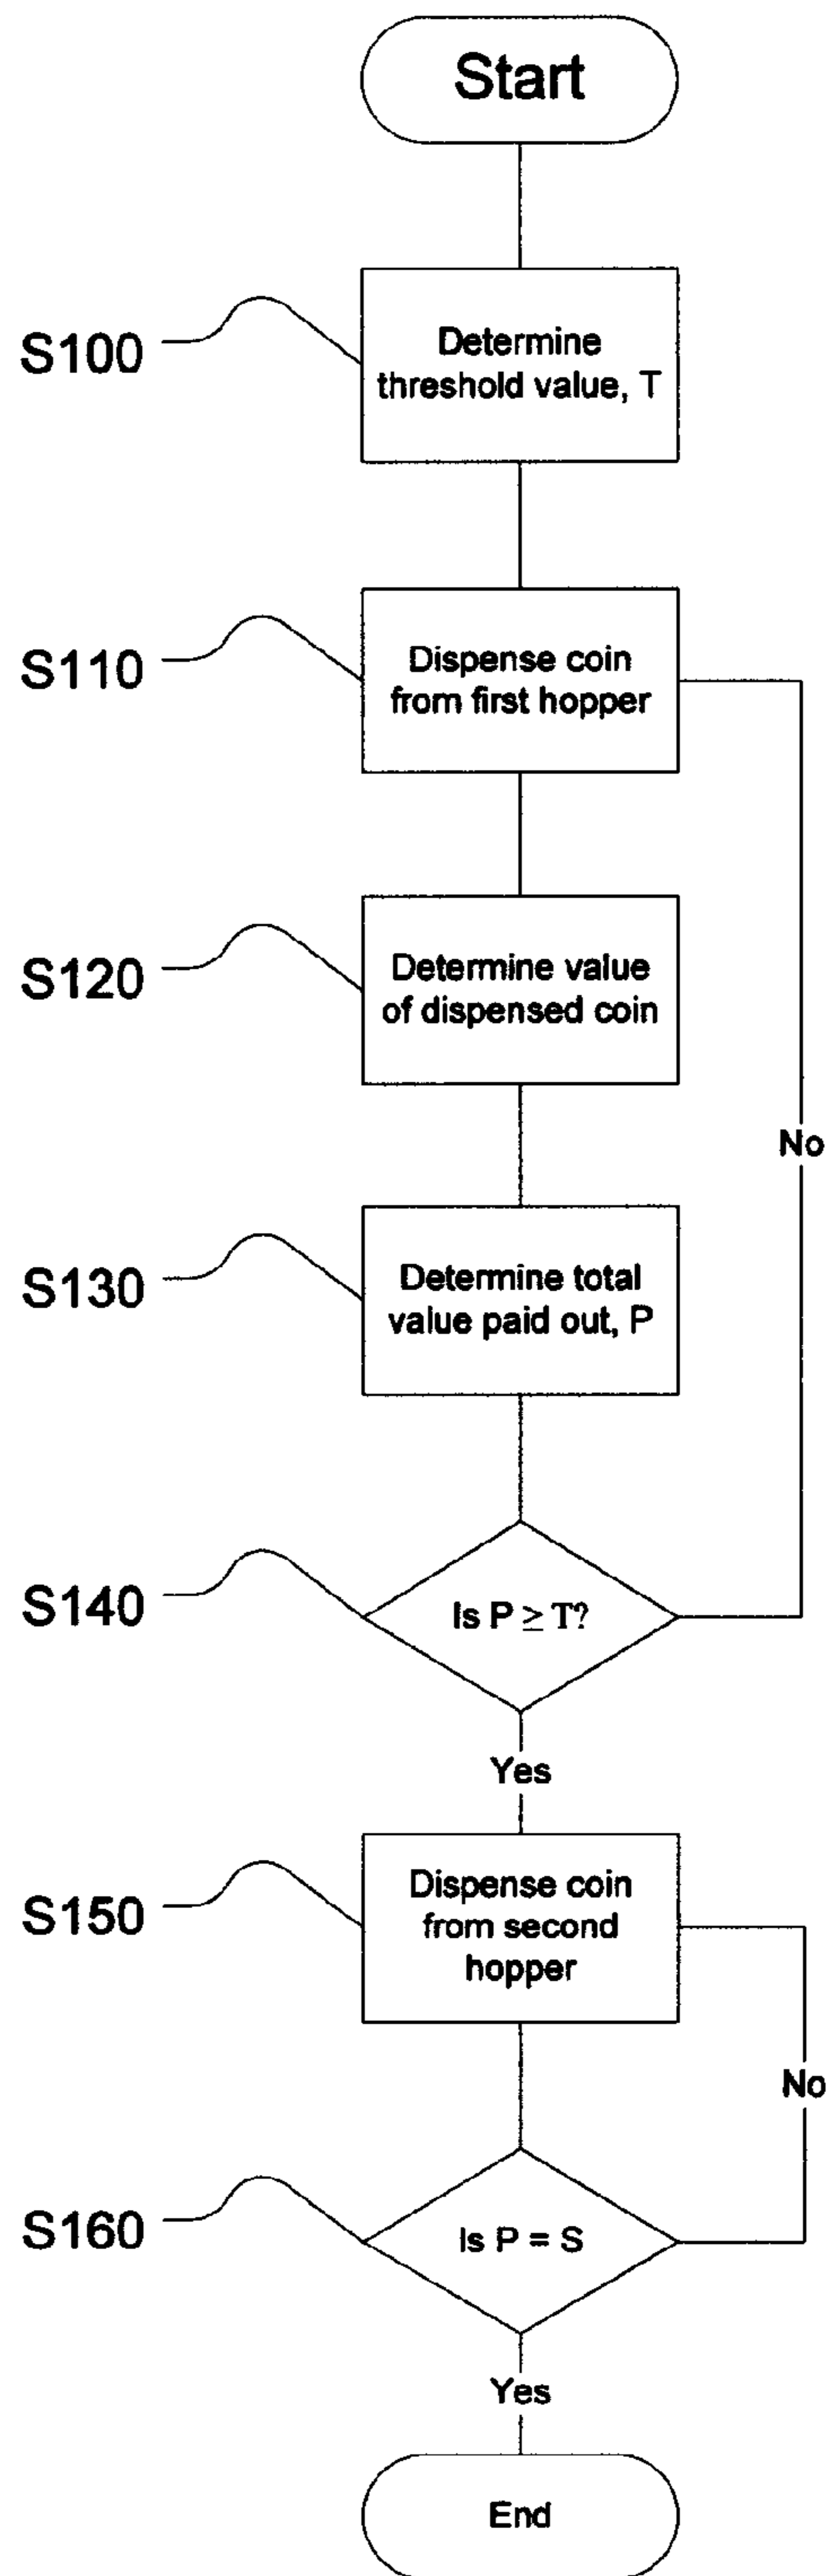 Start
S100
Determine
threshold value, T
S110
Dispense coin
from first hopper
S120
Determine value
of dispensed coin
No
S130
Determine total
value paid out, P
S140
Is P ≥ T?
Yes
S150
Dispense coin
from second
hopper
No
S160
Is P = S
Yes
End